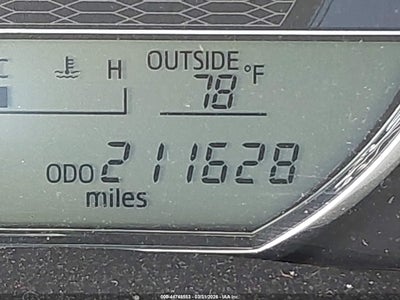 C H OUTSIDE
78 °F
ODO 211628
miles